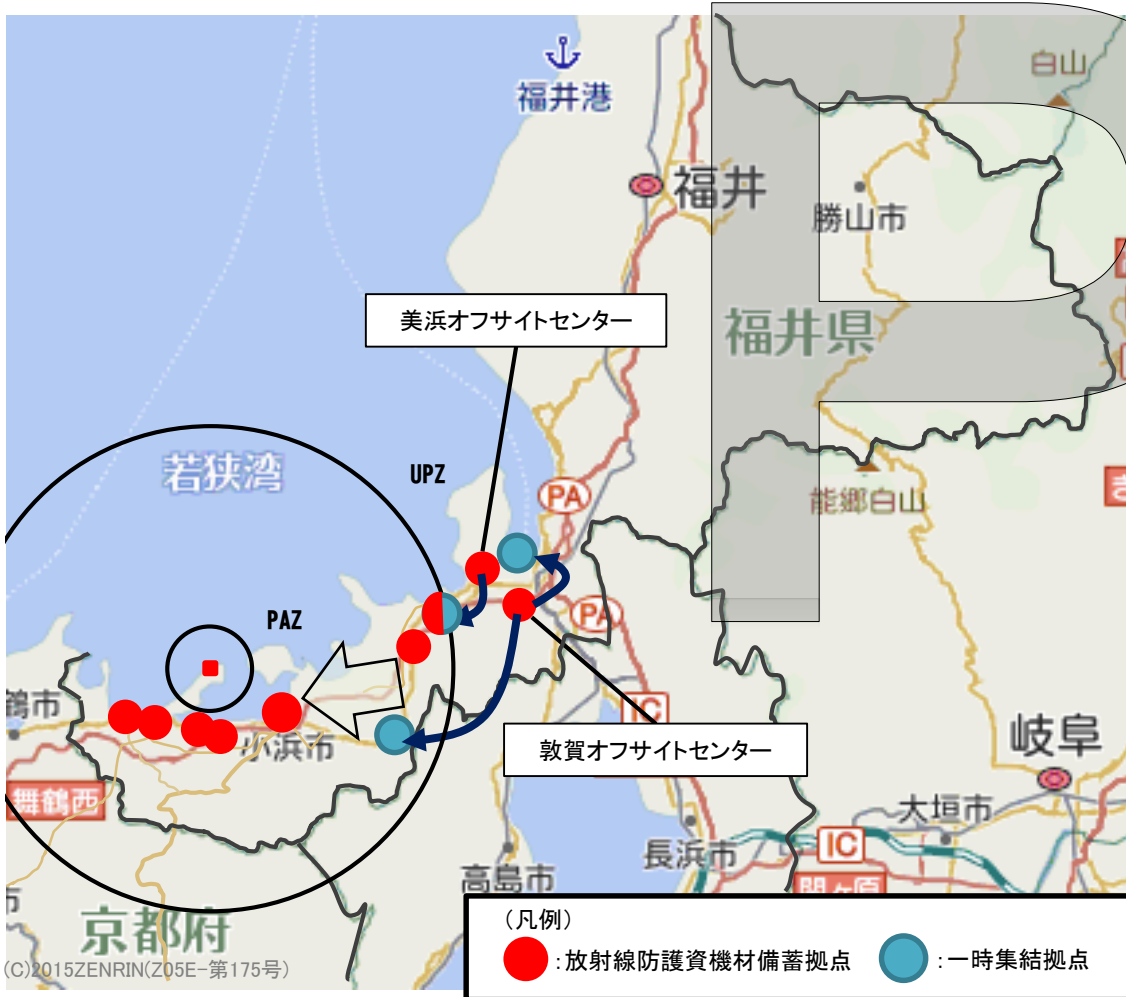 白山
福井港
福井
勝山市
美浜オフサイトセンター
福井県
若狭湾
UPZ
PA
能郷白山
PAZ
PA
鶴市
小浜市
IC
敦賀オフサイトセンター
岐阜
舞鶴西
大垣市
長浜市
IC
高島市
関ヶ原
京都府
(C)2015ZENRIN(Z05E-第175号)
(凡例)
:放射線防護資機材備蓄拠点
:一時集結拠点
P